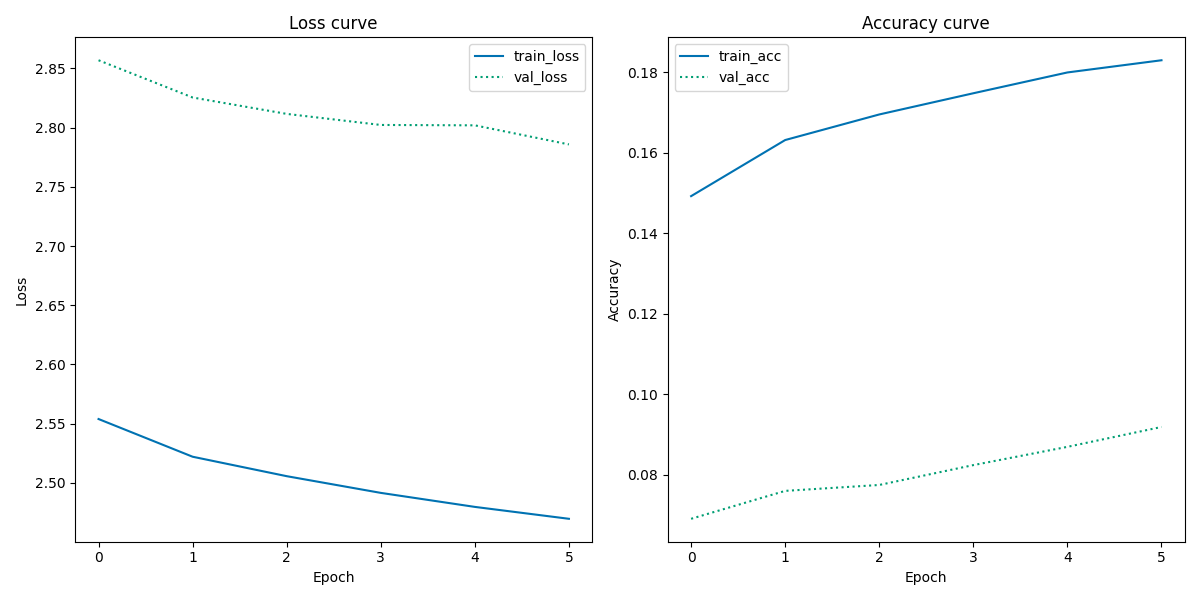 Loss curve
train_loss
val_loss
2.85
2.80
2.75
2.70
2.65
2.60
2.55
2.50
Loss
0 1 2 3 4 5
Epoch
Accuracy curve
train_acc
val_acc
0.18
0.16
0.14
0.12
0.10
0.08
Accuracy
0 1 2 3 4 5
Epoch